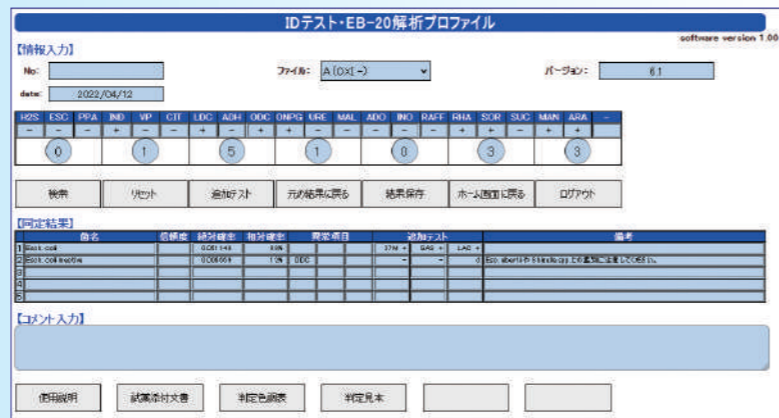 IDテスト・EB-20解析プロファイル
software version 1.00
【情報入力】
No: ファイル: A(OX(-) バージョン: 6.1
date: 2022/04/12
H2S ESC PPA IND VP CIT LDC ADH ODC ONPG URE MAL ADO INO RAFF RHA SOR SUC MAN ARA -
- - - + - - + - + + - - - - - + + - + +
0 1 5 1 0 3 3
検索 リセット 追加テスト 元の結果に戻る 結果保存 ホーム画面に戻る ログアウト
【同定結果】
菌名 信頼度 絶対確率 相対確率 異常項目 追加テスト 備考
1 Esch. coli GAS + LAC +
2 Esch. coli inactive ODC - -
3
4
5
【コメント入力】
使用説明 試薬添付文書 判定色調表 判定見本